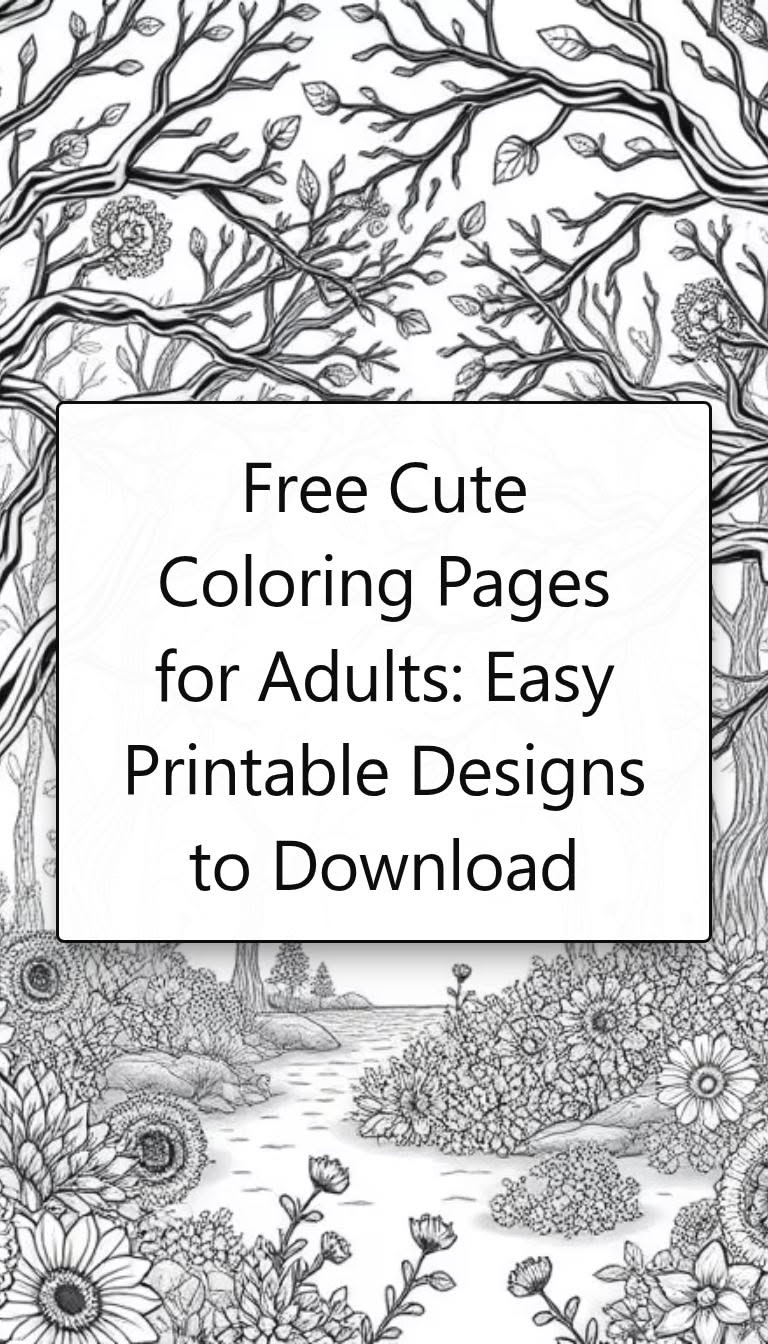 Free Cute
Coloring Pages
for Adults: Easy
Printable Designs
to Download